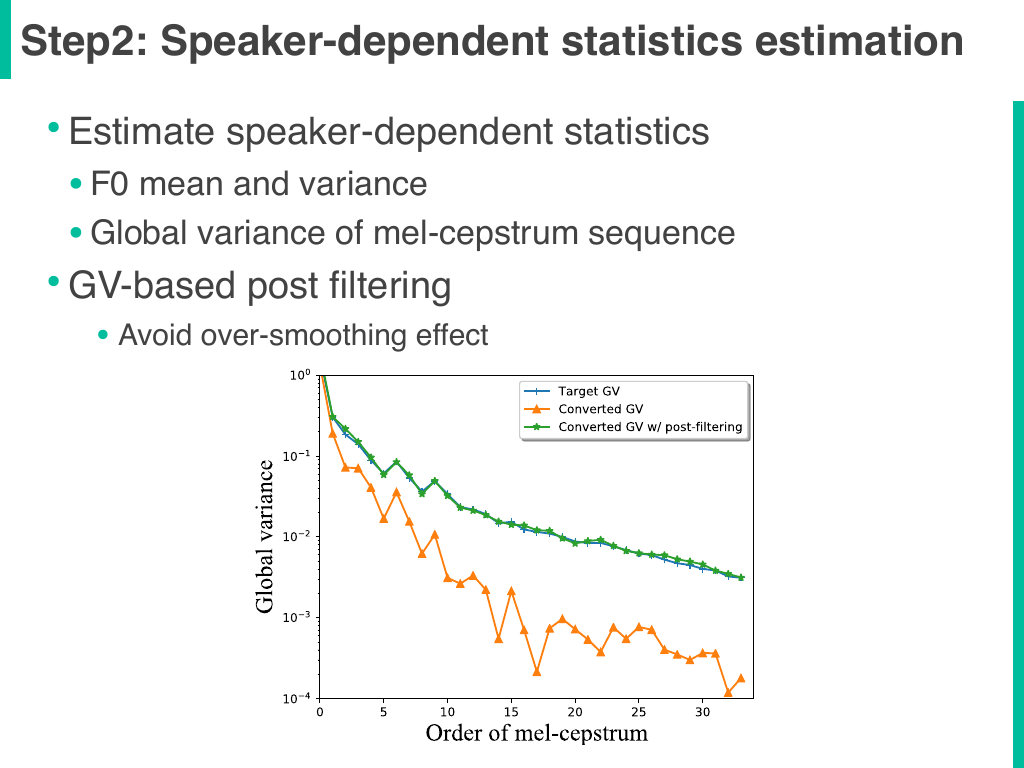 Step2: Speaker-dependent statistics estimation
• Estimate speaker-dependent statistics
• F0 mean and variance
• Global variance of mel-cepstrum sequence
• GV-based post filtering
• Avoid over-smoothing effect
Target GV
Converted GV
Converted GV w/ post-filtering
10⁰
10⁻¹
10⁻²
10⁻³
10⁻⁴
Global variance
0 5 10 15 20 25 30
Order of mel-cepstrum